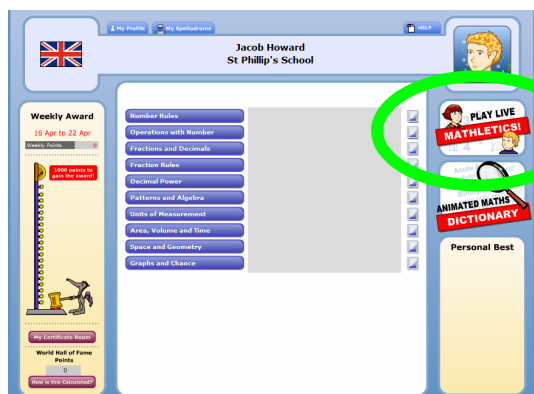 My Profile
My Spellodrome
HELP
Jacob Howard
St Phillip's School
Weekly Award
16 Apr to 22 Apr
Weekly Points 0
1000 points to
gain the award!
My Certificate Room
World Hall of Fame
Points
0
How is this Calculated?
Number Rules
Operations with Number
Fractions and Decimals
Fraction Rules
Decimal Power
Patterns and Algebra
Units of Measurement
Area, Volume and Time
Space and Geometry
Graphs and Chance
PLAY LIVE
MATHLETICS!
ANIMATED MATHS
DICTIONARY
Personal Best